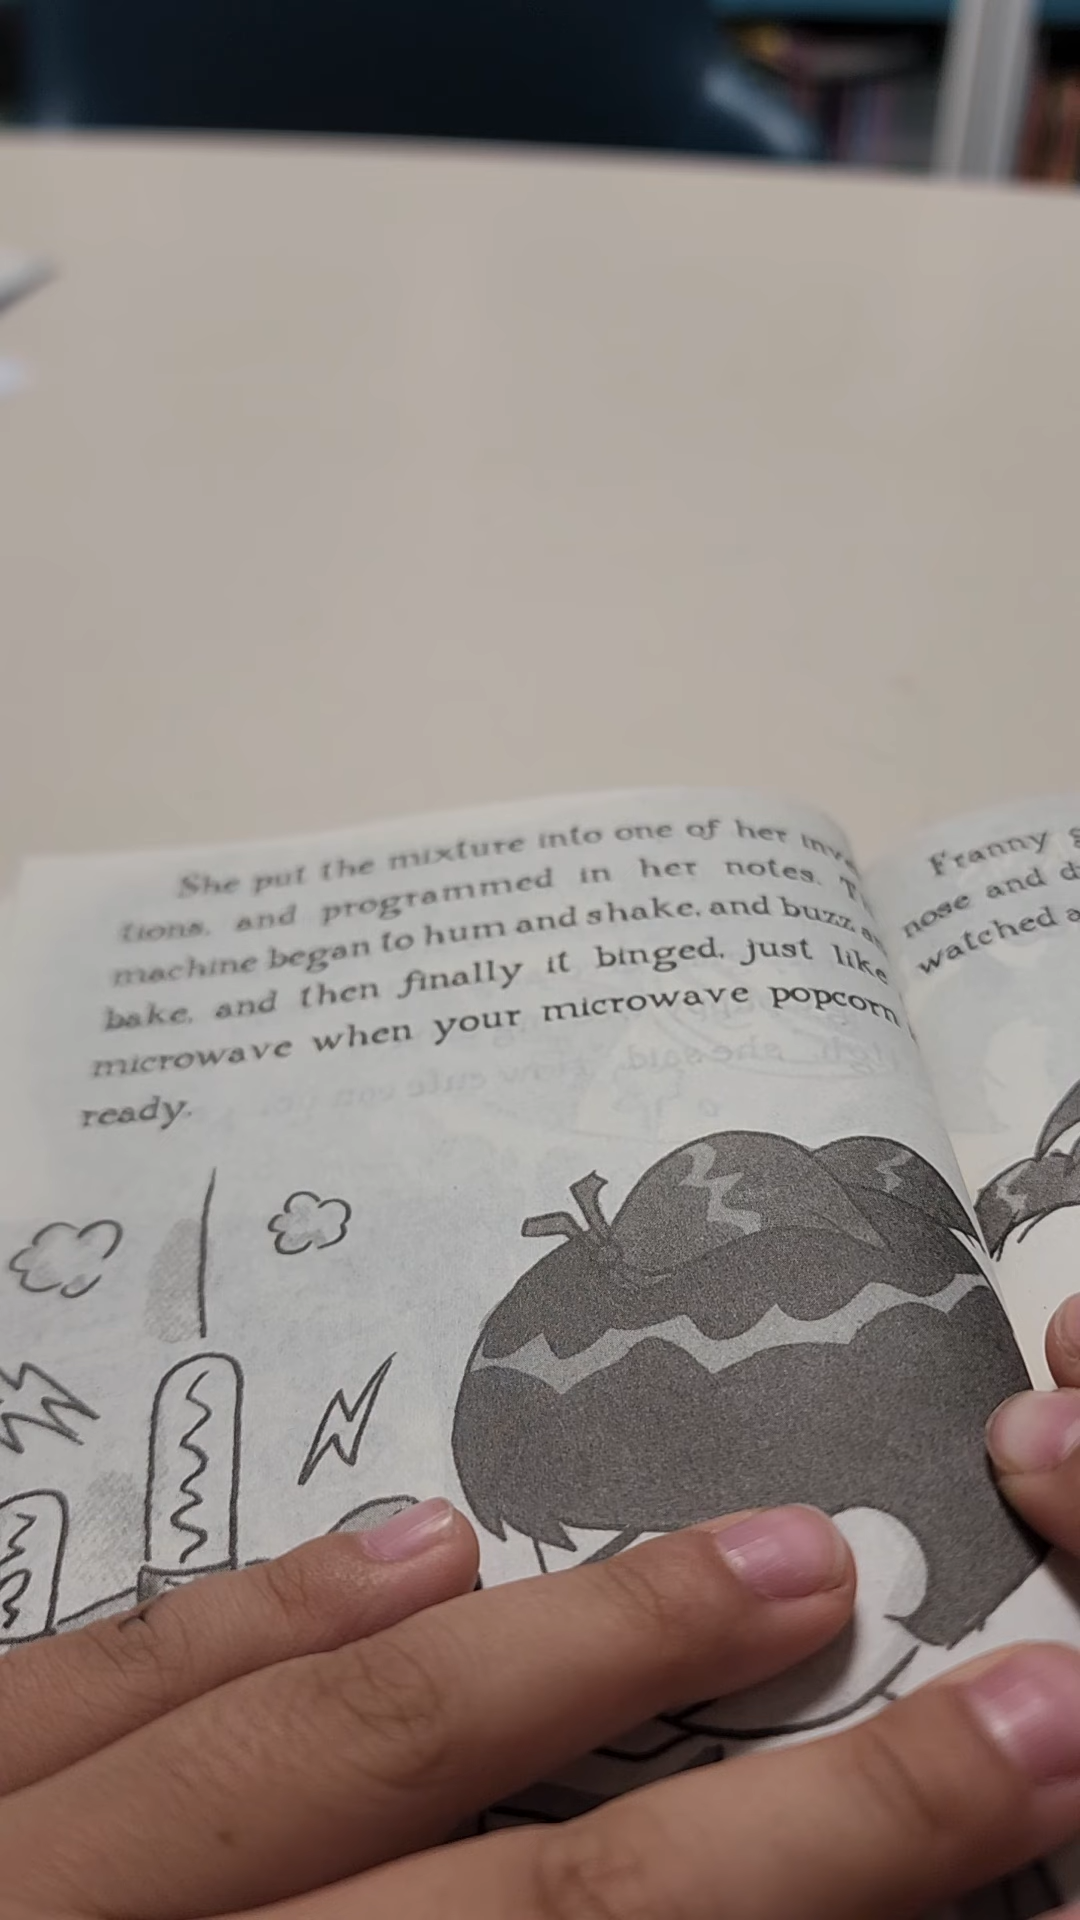 She put the mixture into one of her inve
tions, and programmed in her notes. T
machine began to hum and shake, and buzz a
bake, and then finally it binged, just like
microwave when your microwave popcorn
ready.
Franny g
nose and d
watched a